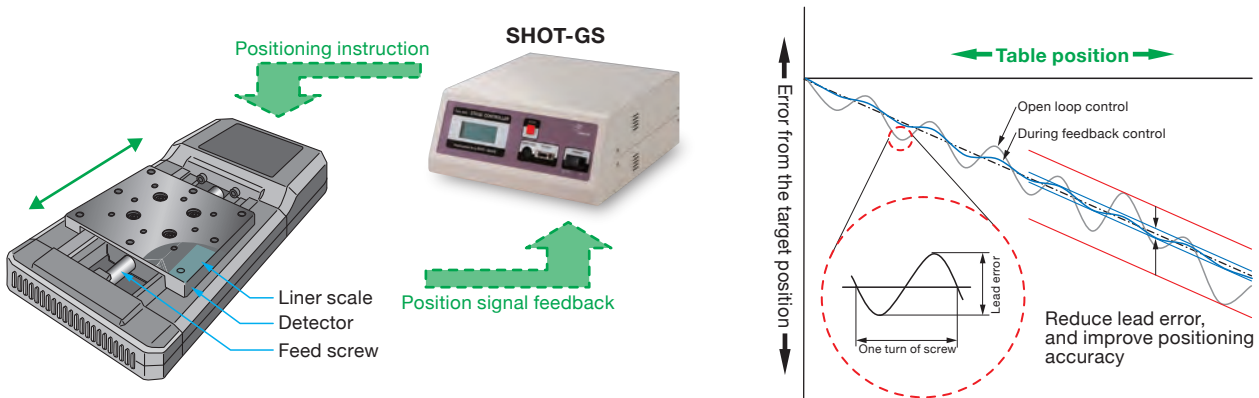 Positioning instruction
SHOT-GS
Liner scale
Detector
Feed screw
Position signal feedback
Table position
Error from the target position
Open loop control
During feedback control
Lead error
One turn of screw
Reduce lead error,
and improve positioning
accuracy